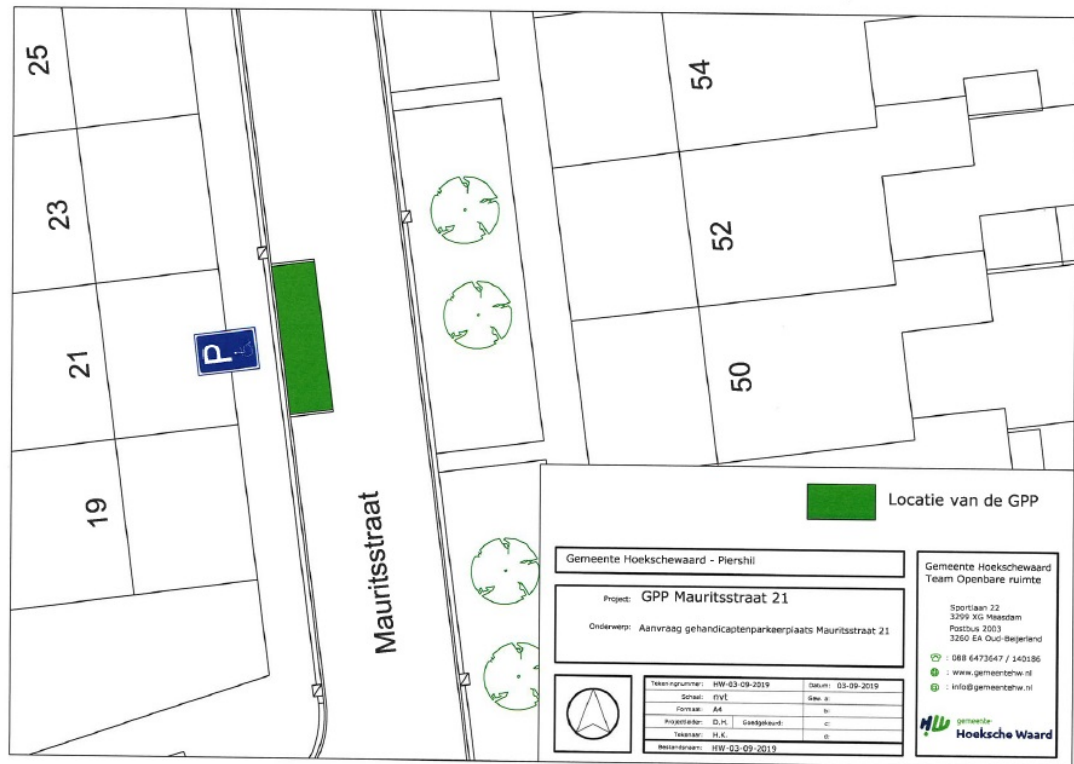 25
23
21
19
P
Mauritsstraat
54
52
50
Locatie van de GPP
Gemeente Hoekschewaard - Piershil
Project: GPP Mauritsstraat 21
Onderwerp: Aanvraag gehandicaptenparkeerplaats Mauritsstraat 21
Tekeningnummer: HW-03-09-2019 Datum: 03-09-2019
Schaal: nvt Gew. a:
Formaat: A4 b:
Projectleider: D.H. Goedgekeurd: c:
Tekenaar: H.K. d:
Bestandsnaam: HW-03-09-2019
Gemeente Hoekschewaard
Team Openbare ruimte
Sportlaan 22
3299 XG Maasdam
Postbus 2003
3260 EA Oud-Beijerland
: 088 6473647 / 140186
: www.gemeentehw.nl
: info@gemeentehw.nl
gemeente
Hoeksche Waard